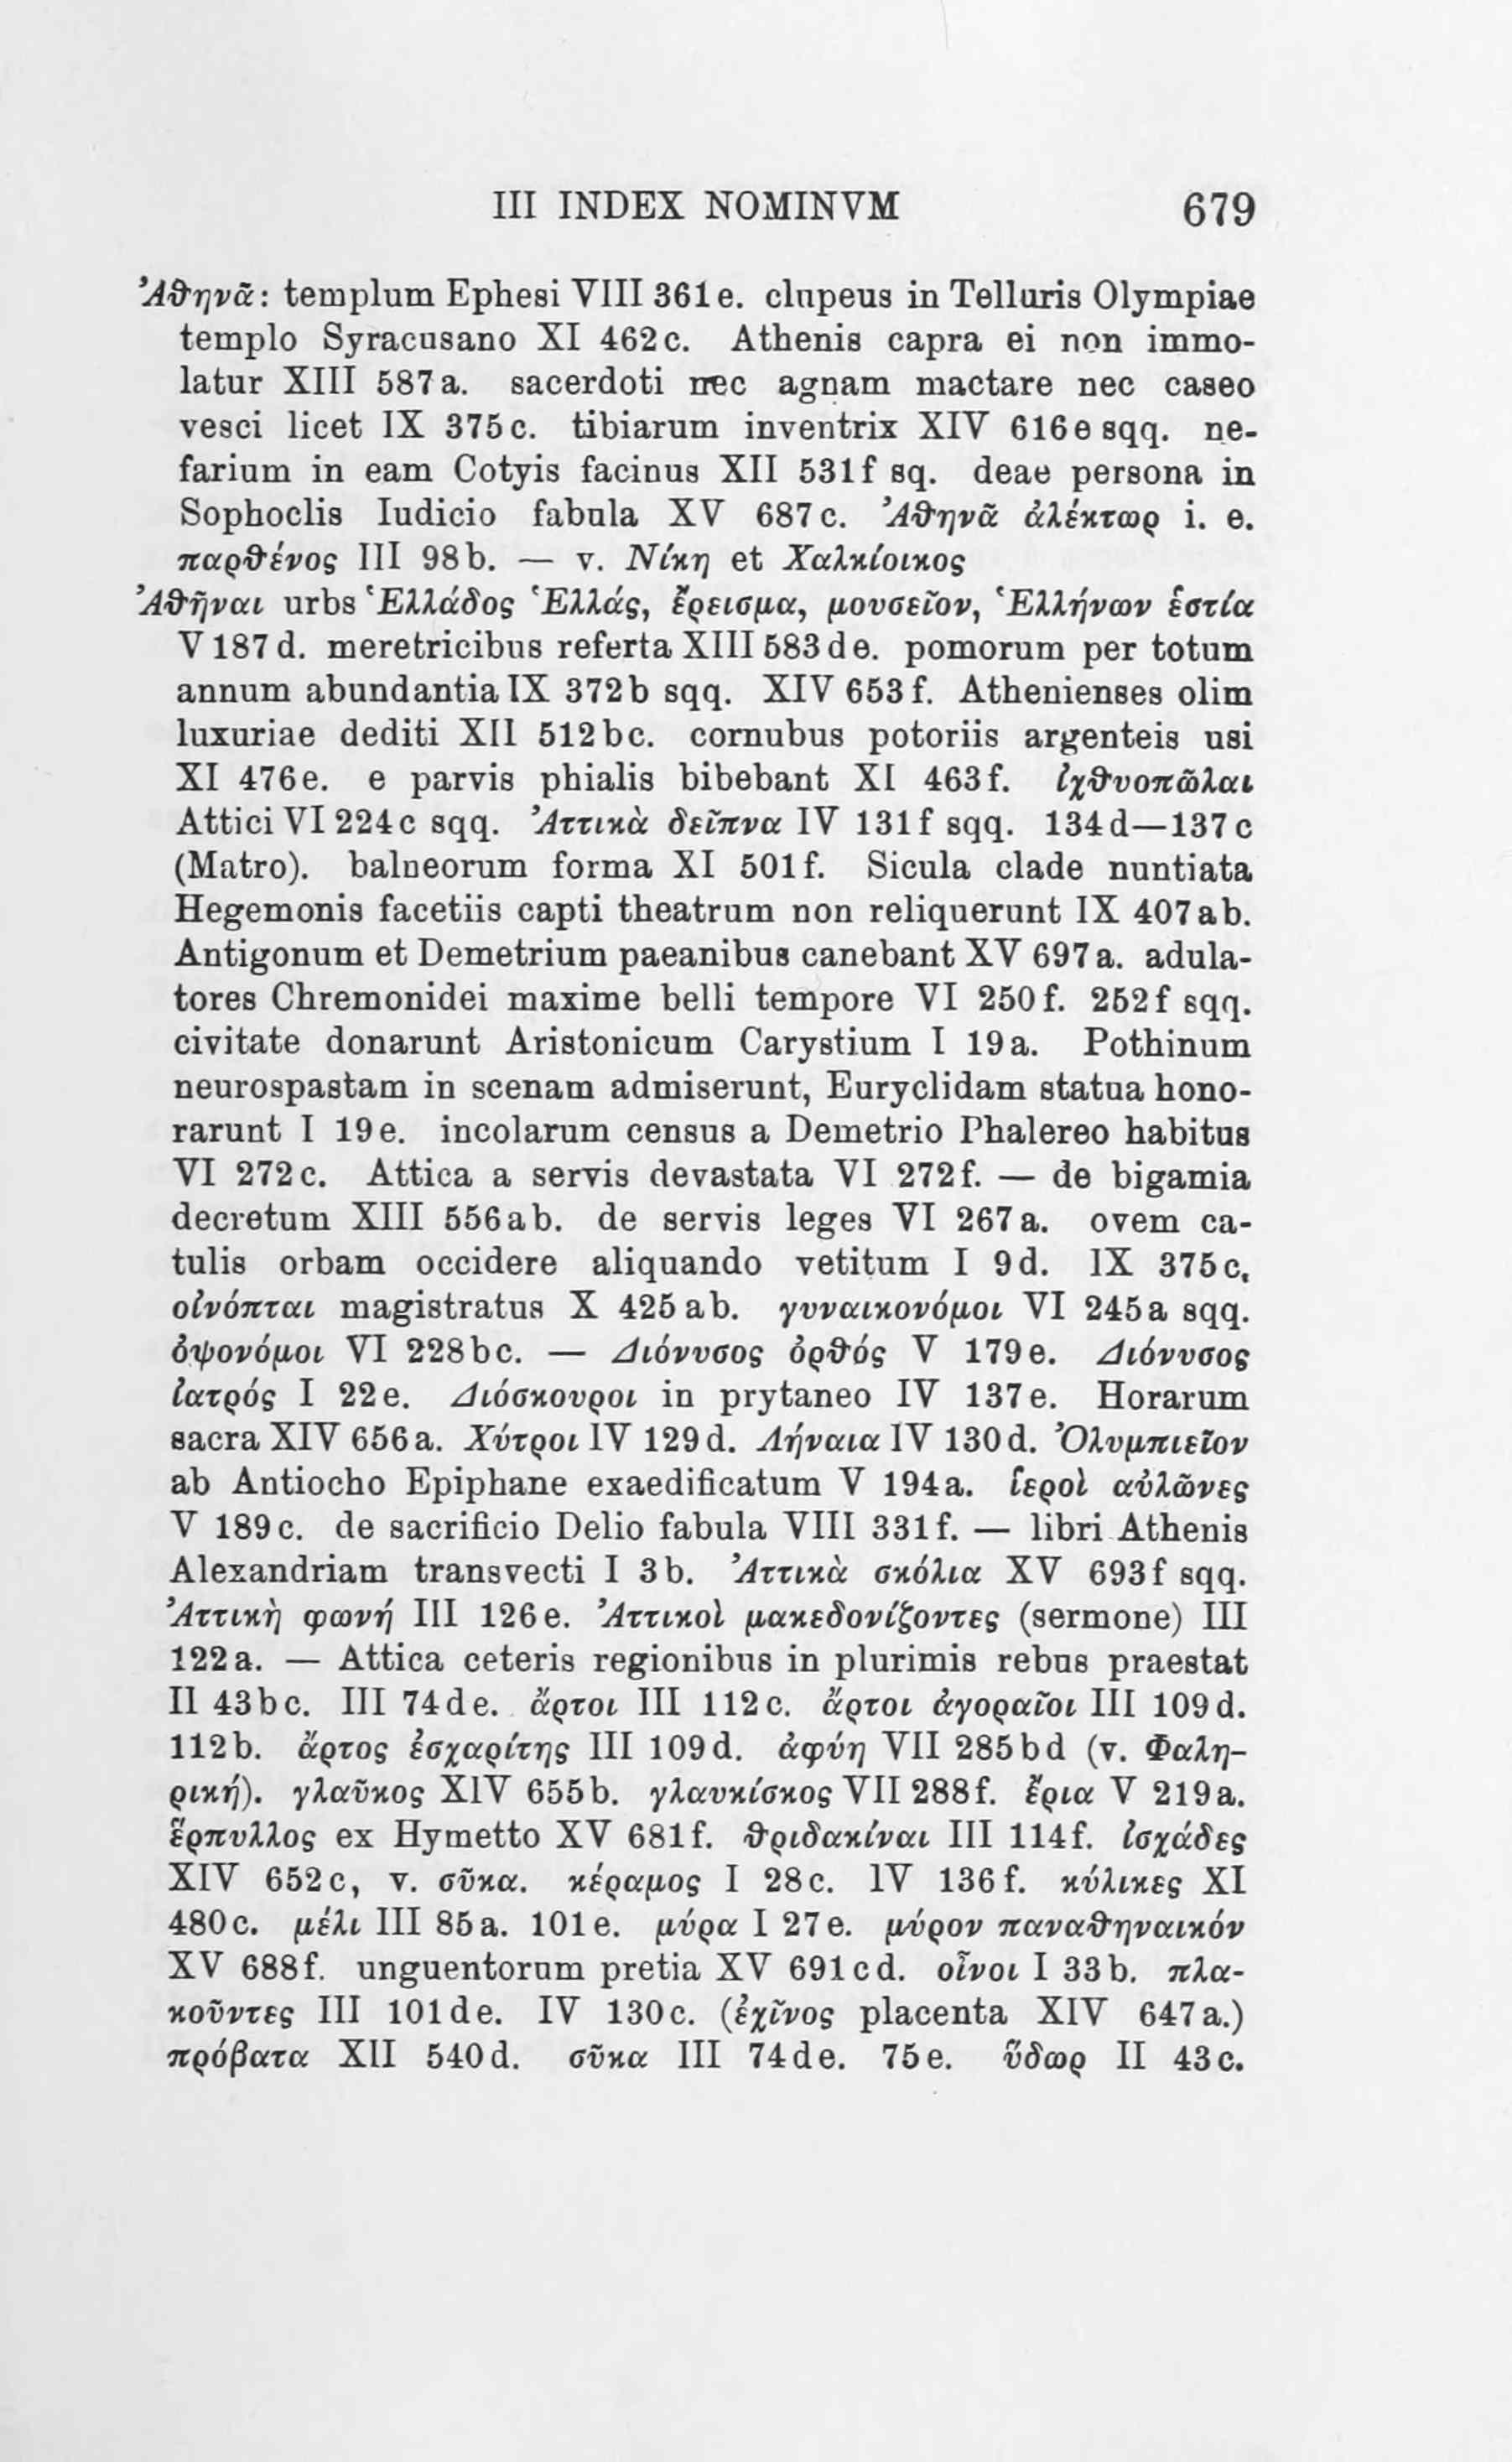 III INDEX NOMINVM 679
Ἀθηνᾶ: templum Ephesi VIII 361e. clupeus in Telluris Olympiae
templo Syracusano XI 462c. Athenis capra ei non immo-
latur XIII 587a. sacerdoti nec agnam mactare nec caseo
vesci licet IX 375c. tibiarum inventrix XIV 616e sqq. ne-
farium in eam Cotyis facinus XII 531f sq. deae persona in
Sophoclis Iudicio fabula XV 687c. Ἀθηνᾶ ἀλέκτωρ i. e.
παρθένος III 98b. — v. Νίκη et Χαλκίοικος
Ἀθῆναι urbs Ἑλλάδος Ἑλλάς, ἔρεισμα, μουσεῖον, Ἑλλήνων ἑστία
V 187d. meretricibus referta XIII 583de. pomorum per totum
annum abundantia IX 372b sqq. XIV 653f. Athenienses olim
luxuriae dediti XII 512bc. cornubus potoriis argenteis usi
XI 476e. e parvis phialis bibebant XI 463f. ἰχθυοπῶλαι
Attici VI 224c sqq. Ἀττικὰ δεῖπνα IV 131f sqq. 134d—137c
(Matro). balneorum forma XI 501f. Sicula clade nuntiata
Hegemonis facetiis capti theatrum non reliquerunt IX 407ab.
Antigonum et Demetrium paeanibus canebant XV 697a. adula-
tores Chremonidei maxime belli tempore VI 250f. 252f sqq.
civitate donarunt Aristonicum Carystium I 19a. Pothinum
neurospastam in scenam admiserunt, Euryclidam statua hono-
rarunt I 19e. incolarum census a Demetrio Phalereo habitus
VI 272c. Attica a servis devastata VI 272f. — de bigamia
decretum XIII 556ab. de servis leges VI 267a. ovem ca-
tulis orbam occidere aliquando vetitum I 9d. IX 375c,
οἰνόπται magistratus X 425ab. γυναικονόμοι VI 245a sqq.
ὀψονόμοι VI 228bc. — Διόνυσος ὀρθός V 179e. Διόνυσος
ἰατρός I 22e. Διόσκουροι in prytaneo IV 137e. Horarum
sacra XIV 656a. Χύτροι IV 129d. Λήναια IV 130d. Ὀλυμπιεῖον
ab Antiocho Epiphane exaedificatum V 194a. ἱεροὶ αὐλῶνες
V 189c. de sacrificio Delio fabula VIII 331f. — libri Athenis
Alexandriam transvecti I 3b. Ἀττικὰ σκόλια XV 693f sqq.
Ἀττικὴ φωνή III 126e. Ἀττικοὶ μακεδονίζοντες (sermone) III
122a. — Attica ceteris regionibus in plurimis rebus praestat
II 43bc. III 74de. ἄρτοι III 112c. ἄρτοι ἀγοραῖοι III 109d.
112b. ἄρτος ἐσχαρίτης III 109d. ἀφύη VII 285bd (v. Φαλη-
ρική). γλαῦκος XIV 655b. γλαυκίσκος VII 288f. ἔρια V 219a.
ἕρπυλλος ex Hymetto XV 681f. θριδακίναι III 114f. ἰσχάδες
XIV 652c, v. σῦκα. κέραμος I 28c. IV 136f. κύλικες XI
480c. μέλι III 85a. 101e. μύρα I 27e. μύρον παναθηναικόν
XV 688f. unguentorum pretia XV 691cd. οἶνοι I 33b. πλα-
κοῦντες III 101de. IV 130c. (ἐχῖνος placenta XIV 647a.)
πρόβατα XII 540d. σῦκα III 74de. 75e. ὕδωρ II 43c.